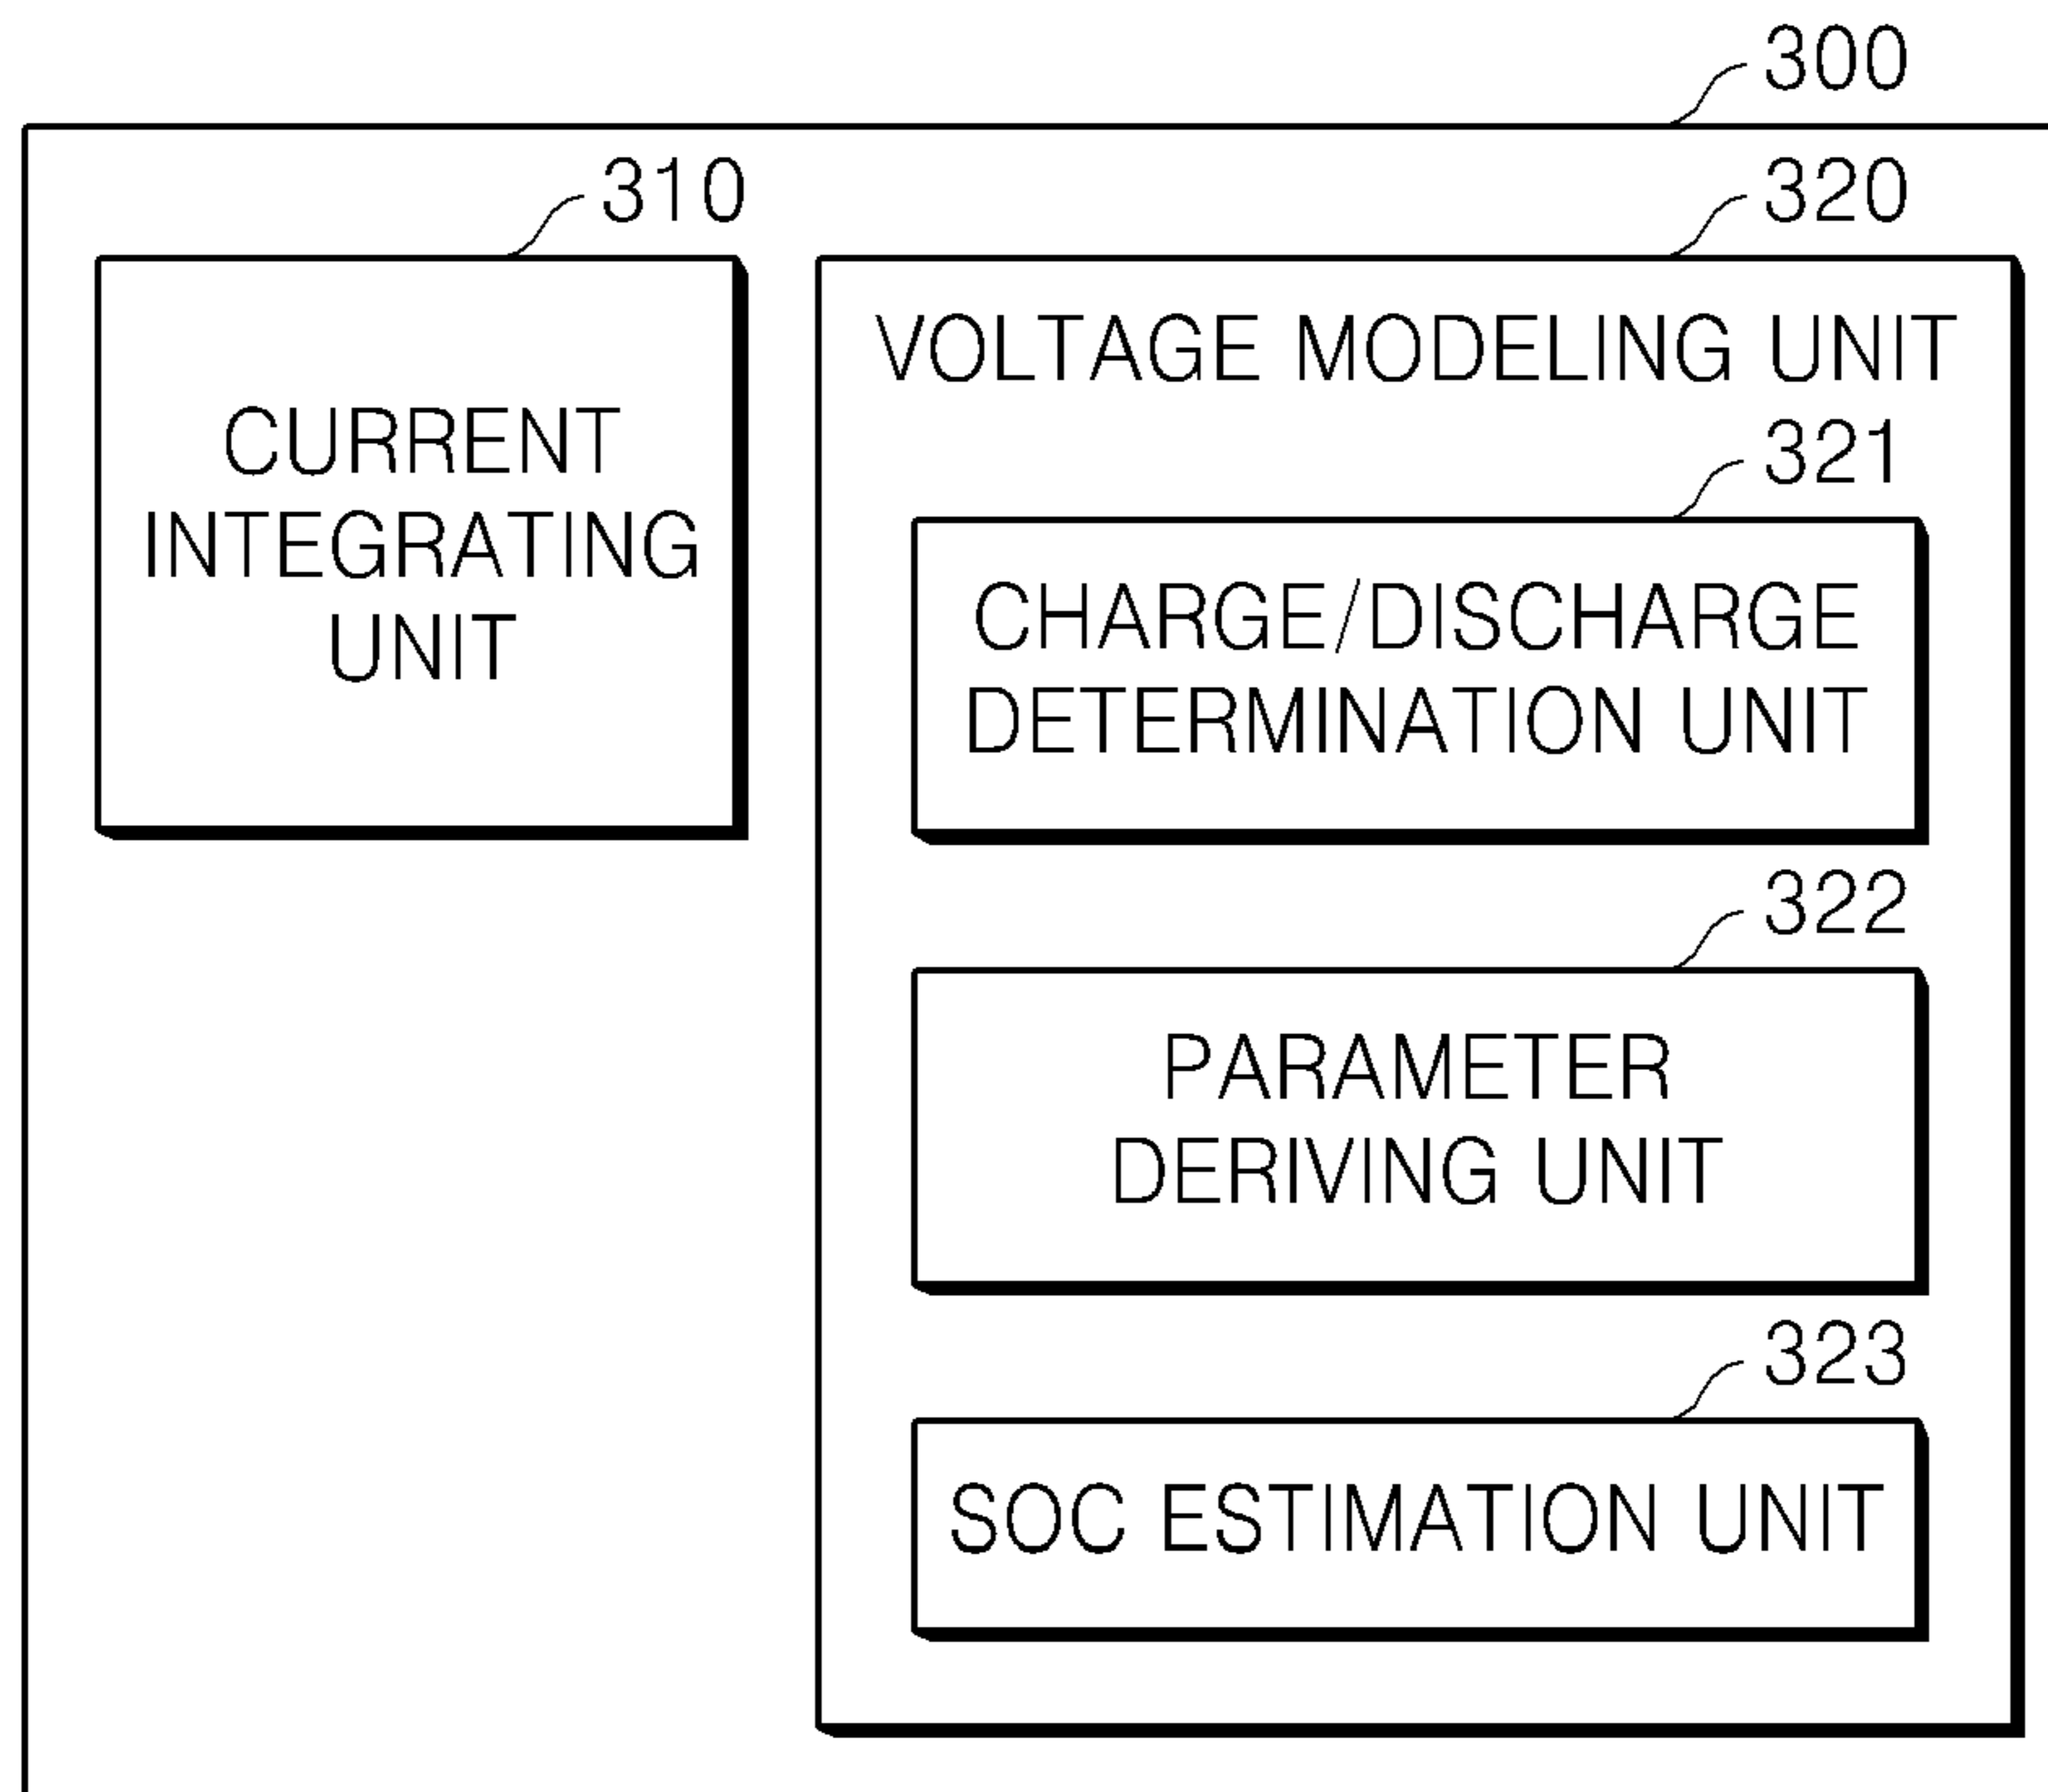 300
310
320
CURRENT
INTEGRATING
UNIT
VOLTAGE MODELING UNIT
321
CHARGE/DISCHARGE
DETERMINATION UNIT
322
PARAMETER
DERIVING UNIT
323
SOC ESTIMATION UNIT